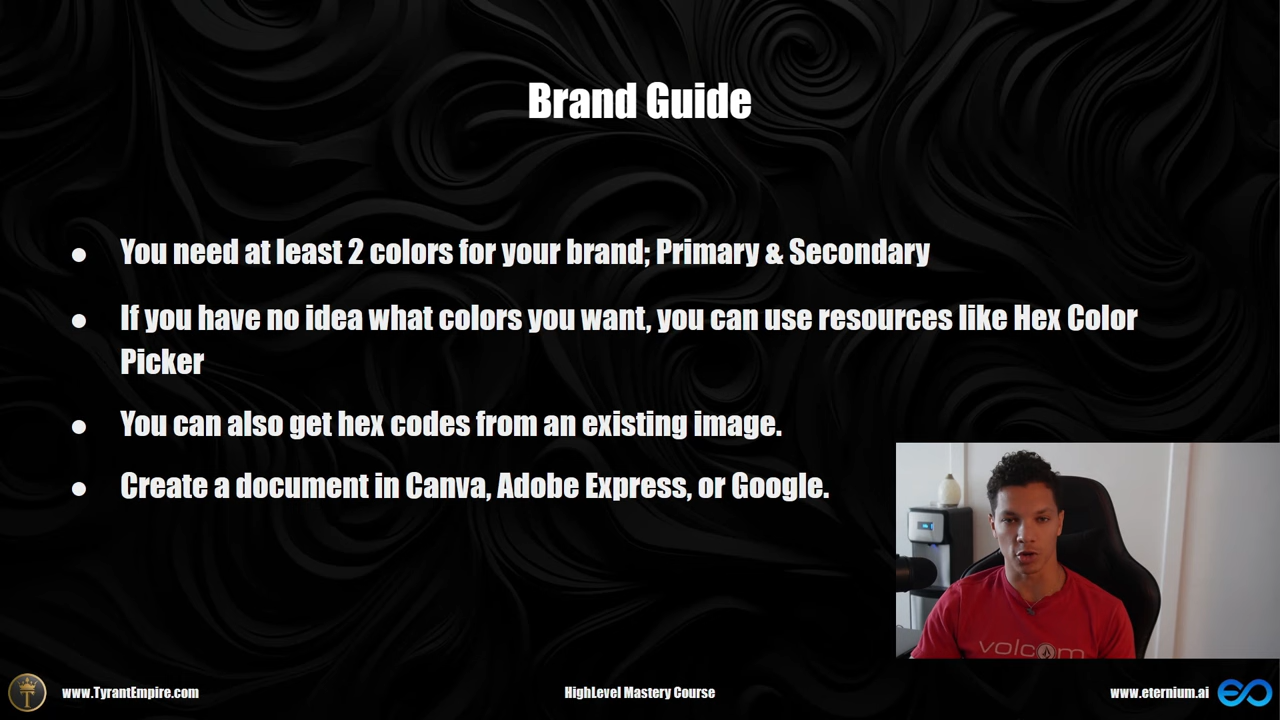 Brand Guide
● You need at least 2 colors for your brand; Primary & Secondary
● If you have no idea what colors you want, you can use resources like Hex Color
Picker
● You can also get hex codes from an existing image.
● Create a document in Canva, Adobe Express, or Google.
volcom
T
www.TyrantEmpire.com
HighLevel Mastery Course
www.eternium.ai